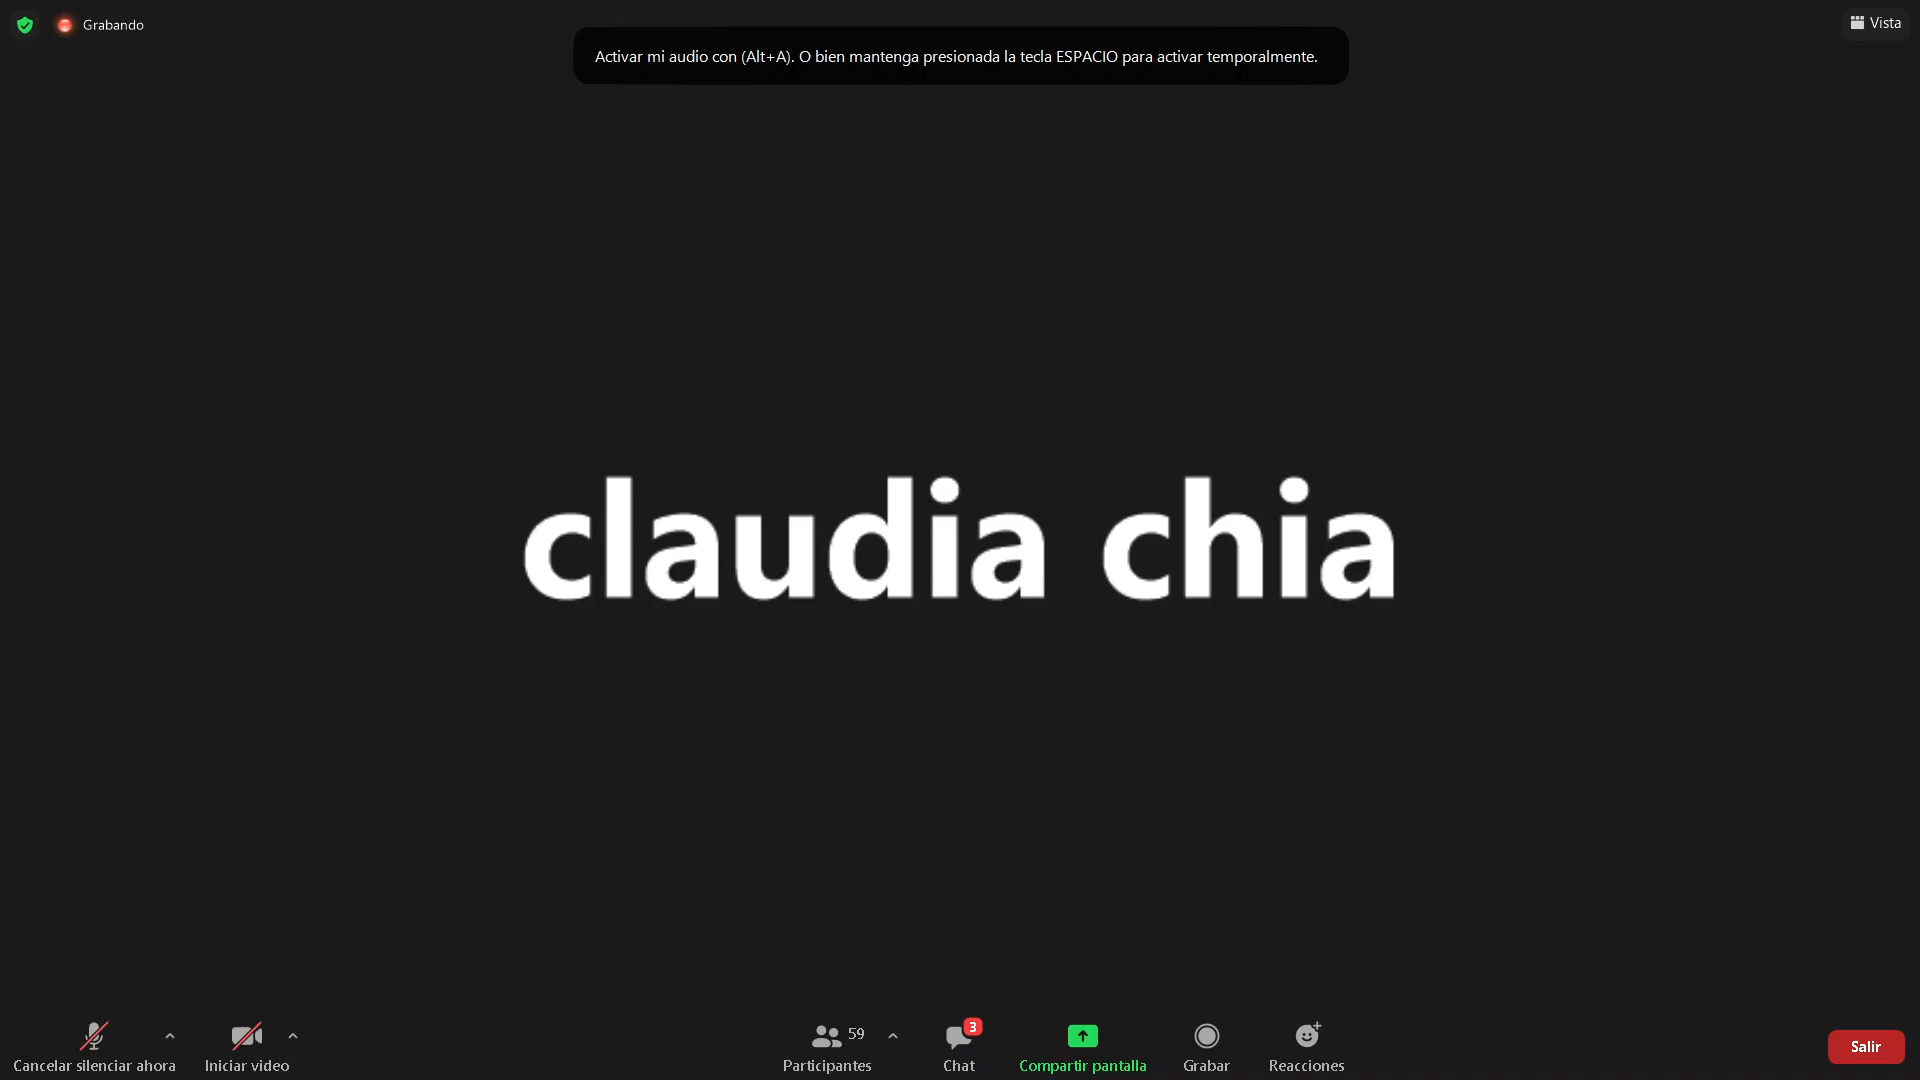 Grabando
Vista
Activar mi audio con (Alt+A). O bien mantenga presionada la tecla ESPACIO para activar temporalmente.
claudia chia
59
3
Cancelar silenciar ahora
Iniciar video
Participantes
Chat
Compartir pantalla
Grabar
Reacciones
Salir